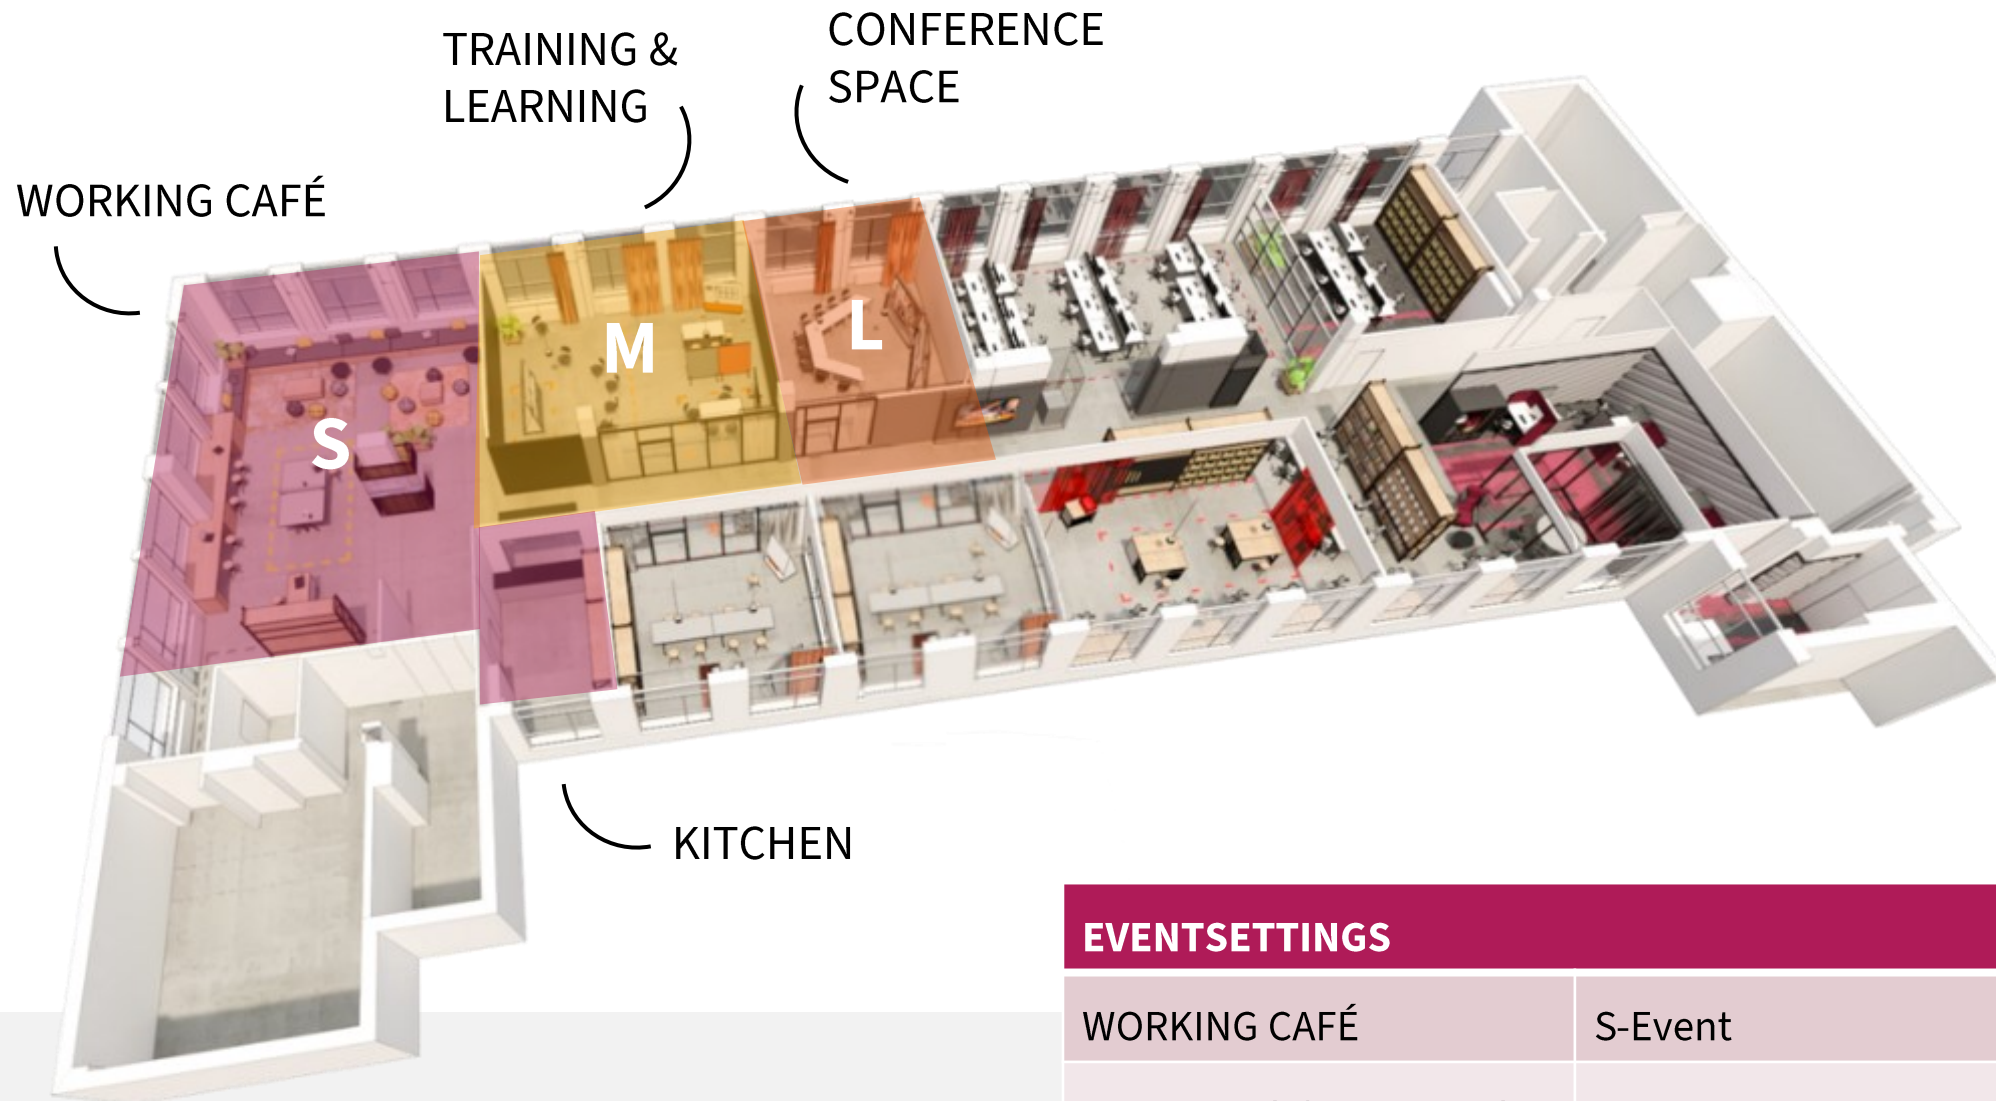 TRAINING &
LEARNING
CONFERENCE
SPACE
WORKING CAFÉ
S
M
L
KITCHEN
EVENTSETTINGS
WORKING CAFÉ
S-Event